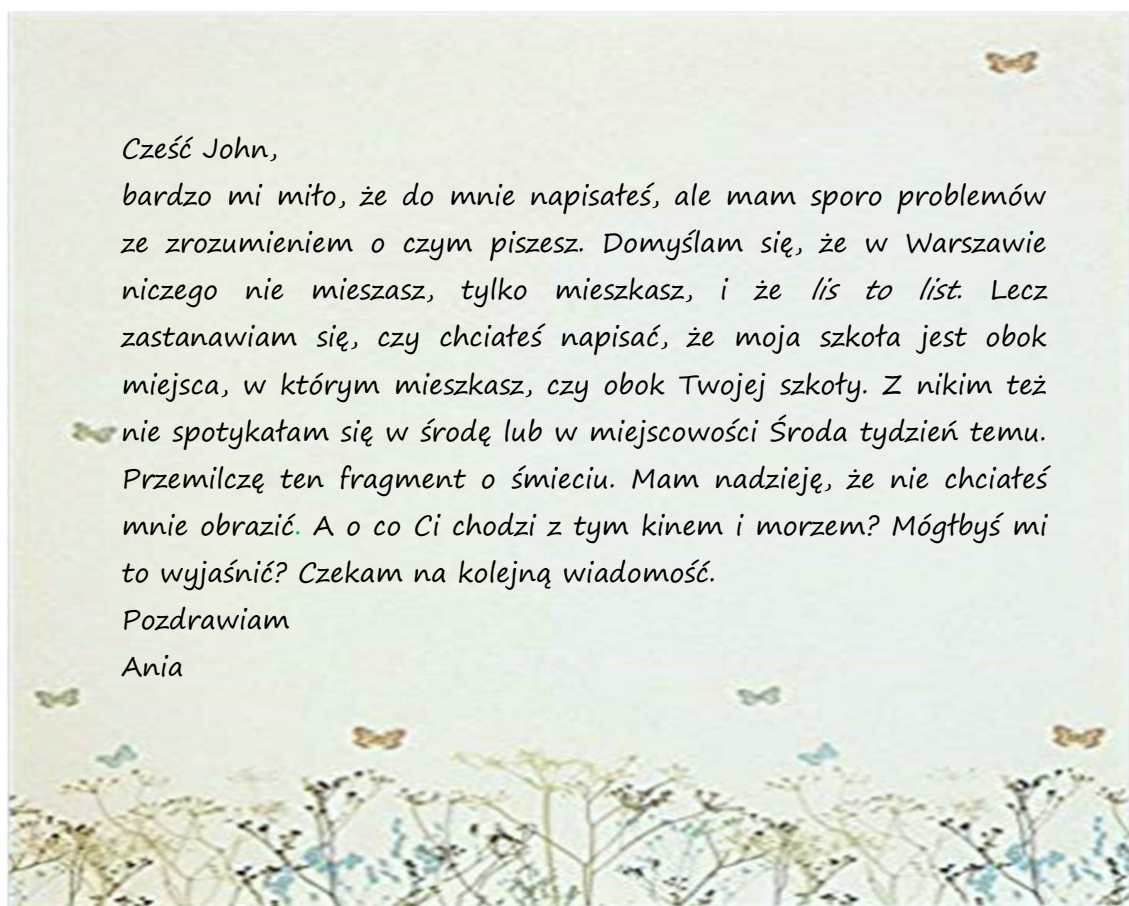 Cześć John,
bardzo mi miło, że do mnie napisałeś, ale mam sporo problemów
ze zrozumieniem o czym piszesz. Domyślam się, że w Warszawie
niczego nie mieszasz, tylko mieszkasz, i że lis to list. Lecz
zastanawiam się, czy chciałeś napisać, że moja szkoła jest obok
miejsca, w którym mieszkasz, czy obok Twojej szkoły. Z nikim też
nie spotykałam się w środę lub w miejscowości Środa tydzień temu.
Przemilczę ten fragment o śmieciu. Mam nadzieję, że nie chciałeś
mnie obrazić. A o co Ci chodzi z tym kinem i morzem? Mógłbyś mi
to wyjaśnić? Czekam na kolejną wiadomość.
Pozdrawiam
Ania